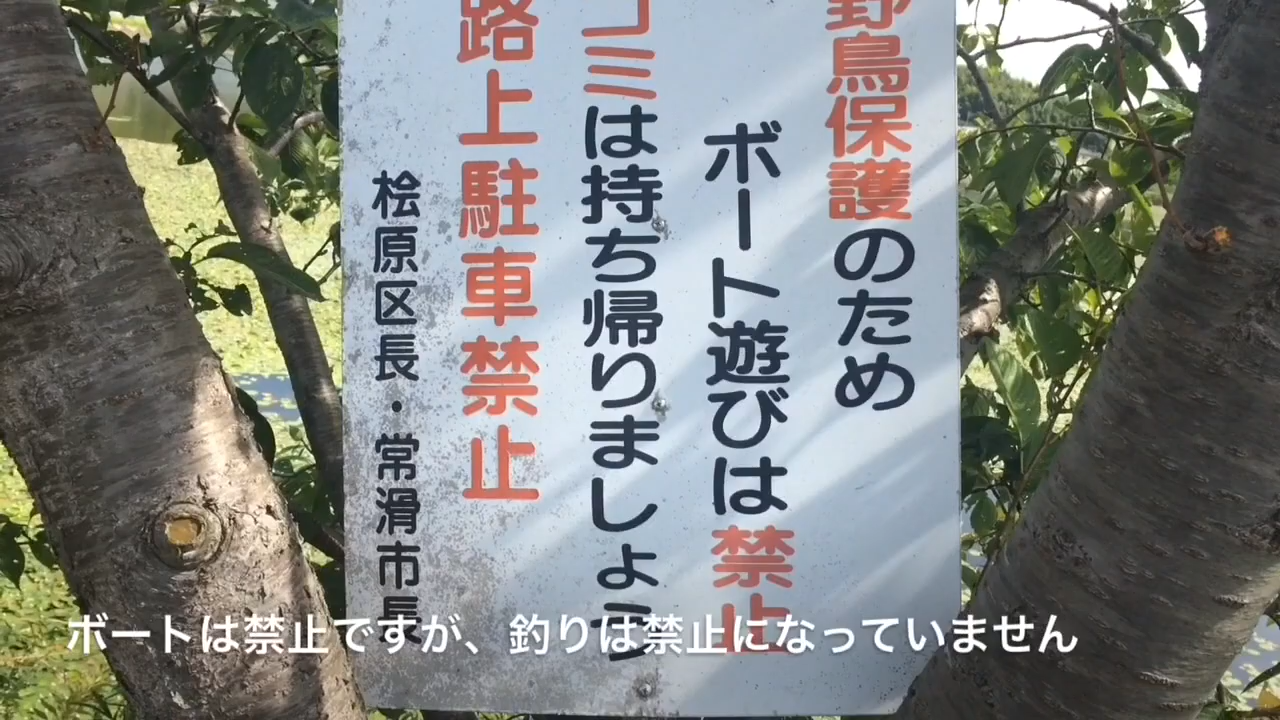 野鳥保護のため
ボート遊びは禁止
ゴミは持ち帰りましょう
路上駐車禁止
桧原区長・常滑市長
ボートは禁止ですが、釣りは禁止になっていません